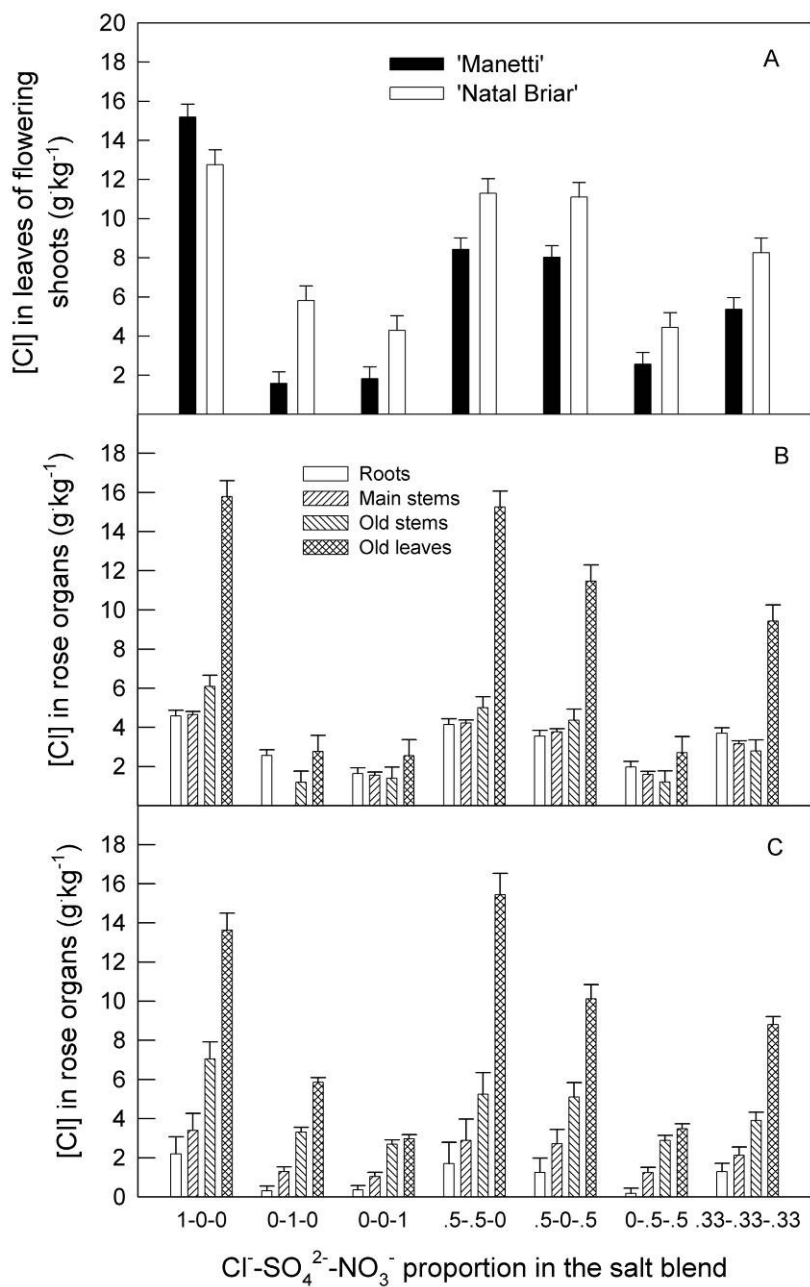 20
18
16
14
12
10
8
6
4
2
[Cl] in leaves of flowering
shoots (g·kg⁻¹)
'Manetti'
'Natal Briar'
A
18
16
14
12
10
8
6
4
2
[Cl] in rose organs (g·kg⁻¹)
Roots
Main stems
Old stems
Old leaves
B
18
16
14
12
10
8
6
4
2
0
[Cl] in rose organs (g·kg⁻¹)
C
1-0-0 0-1-0 0-0-1 .5-.5-0 .5-0-.5 0-.5-.5 .33-.33-.33
Cl⁻-SO₄²⁻-NO₃⁻ proportion in the salt blend